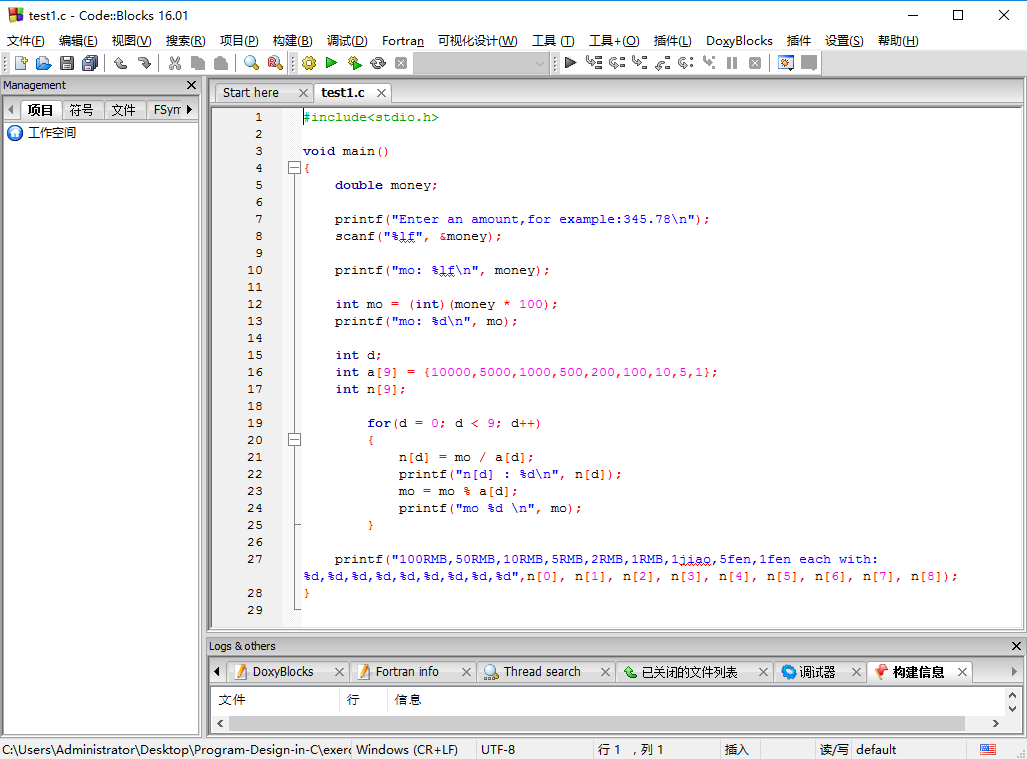 test1.c - Code::Blocks 16.01
文件(F) 编辑(E) 视图(V) 搜索(R) 项目(P) 构建(B) 调试(D) Fortran 可视化设计(W) 工具 (T) 工具+(O) 插件(L) DoxyBlocks 插件 设置(S) 帮助(H)
Management
Start here test1.c
项目 符号 文件 FSym
工作空间
1 #include<stdio.h>
2
3 void main()
4 {
5 double money;
6
7 printf("Enter an amount,for example:345.78\n");
8 scanf("%lf", &money);
9
10 printf("mo: %lf\n", money);
11
12 int mo = (int)(money * 100);
13 printf("mo: %d\n", mo);
14
15 int d;
16 int a[9] = {10000,5000,1000,500,200,100,10,5,1};
17 int n[9];
18
19 for(d = 0; d < 9; d++)
20 {
21 n[d] = mo / a[d];
22 printf("n[d] : %d\n", n[d]);
23 mo = mo % a[d];
24 printf("mo %d \n", mo);
25 }
26
27 printf("100RMB,50RMB,10RMB,5RMB,2RMB,1RMB,1jiao,5fen,1fen each with:
%d,%d,%d,%d,%d,%d,%d,%d,%d",n[0], n[1], n[2], n[3], n[4], n[5], n[6], n[7], n[8]);
28 }
29
Logs & others
DoxyBlocks Fortran info Thread search 已关闭的文件列表 调试器 构建信息
文件 行 信息
C:\Users\Administrator\Desktop\Program-Design-in-C\exerc Windows (CR+LF) UTF-8 行 1 , 列 1 插入 读/写 default